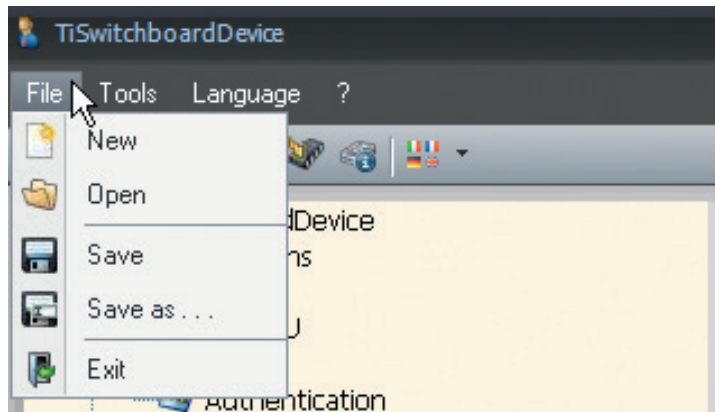 TiSwitchboardDevice
File Tools Language ?
New
Open
dDevice
Save
ns
Save as . . .
Exit
Authentication